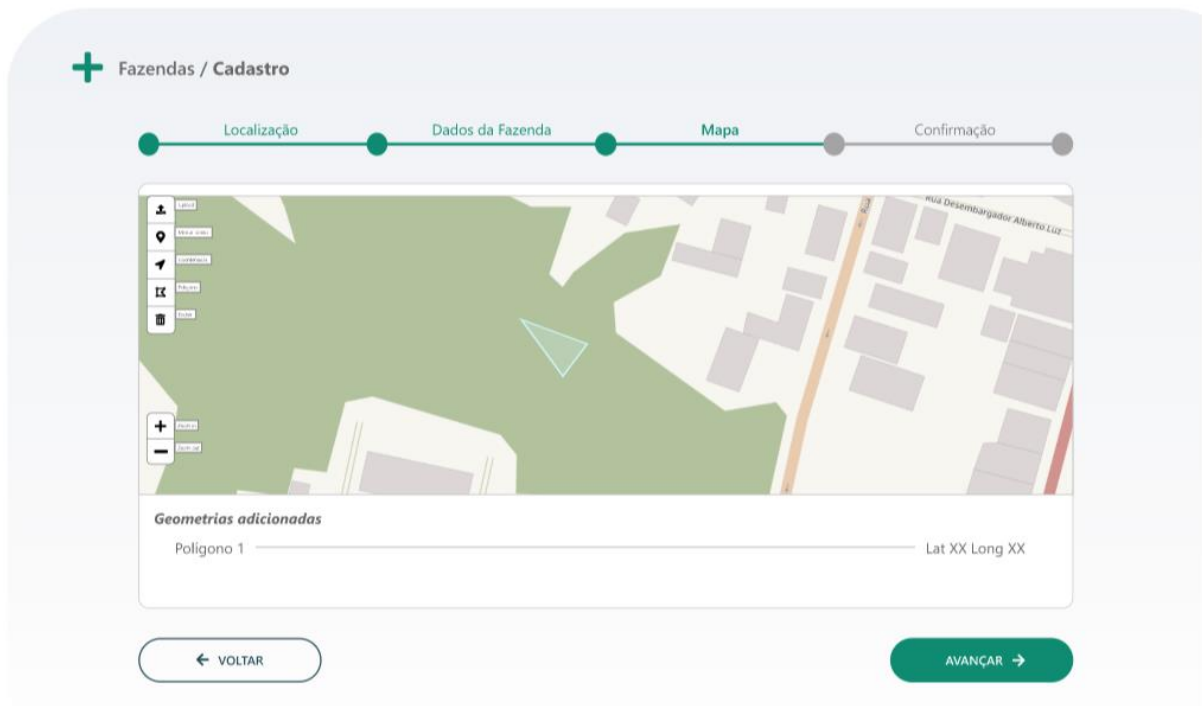 Fazendas / Cadastro
Localização
Dados da Fazenda
Mapa
Confirmação
Rua Desembargador Alberto Luz
Geometrias adicionadas
Poligono 1
Lat XX Long XX
← VOLTAR
AVANÇAR →